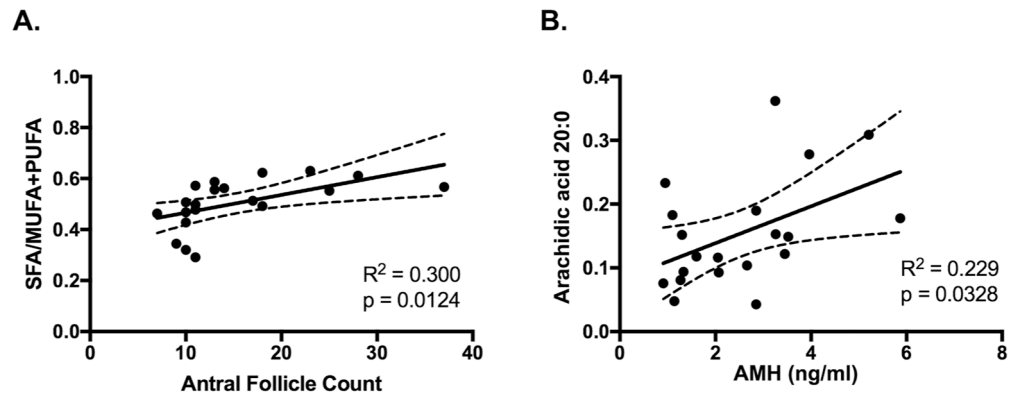 A.
SFA/MUFA+PUFA
1.0
0.8
0.6
0.4
0.2
0.0
0
10
20
30
40
R² = 0.300
p = 0.0124
Antral Follicle Count
B.
Arachidic acid 20:0
0.4
0.3
0.2
0.1
0.0
0
2
4
6
8
R² = 0.229
p = 0.0328
AMH (ng/ml)